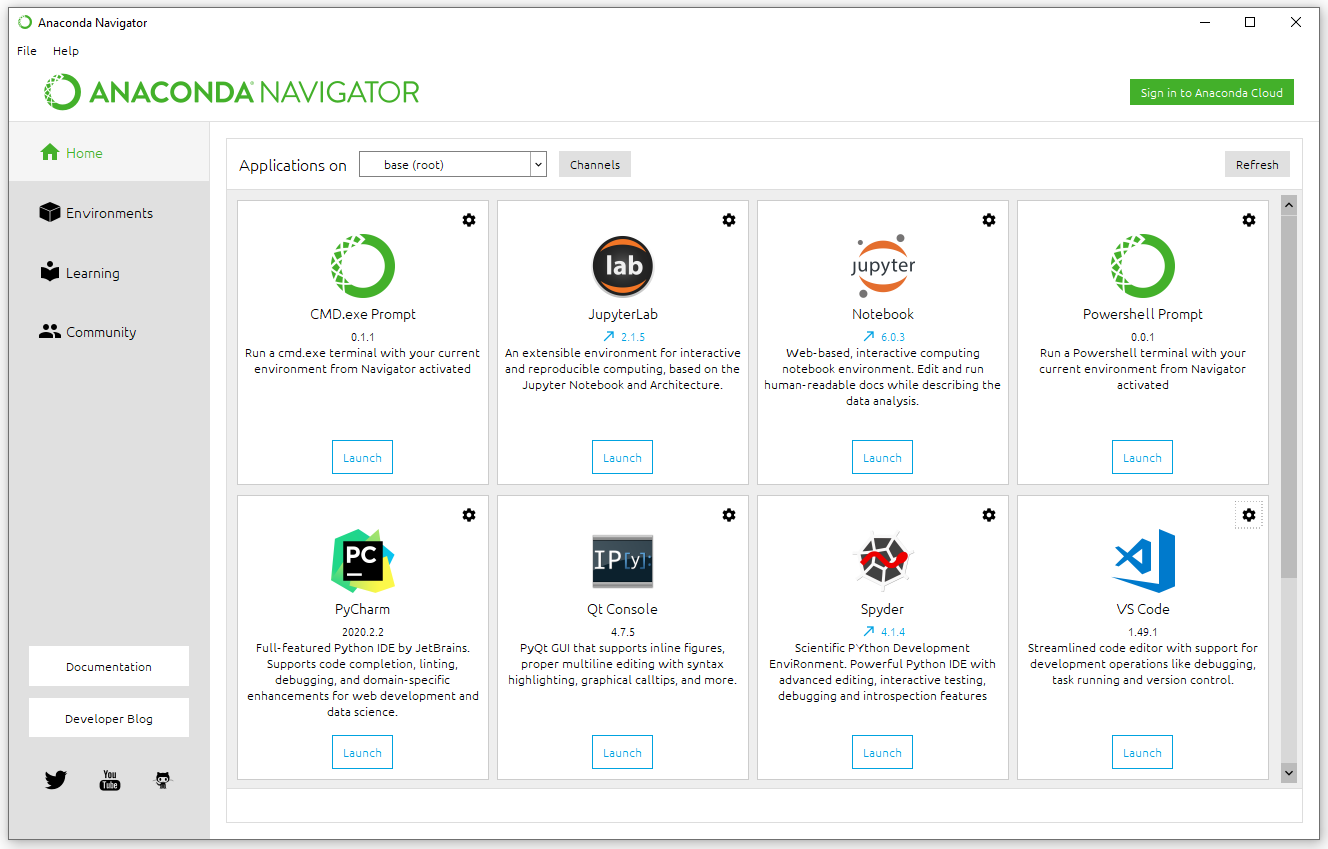 Anaconda Navigator
File Help
ANACONDA NAVIGATOR
Sign in to Anaconda Cloud
Home
Environments
Learning
Community
Documentation
Developer Blog
You
Tube
Applications on
base (root)
Channels
Refresh
CMD.exe Prompt
0.1.1
Run a cmd.exe terminal with your current
environment from Navigator activated
Launch
lab
JupyterLab
2.1.5
An extensible environment for interactive
and reproducible computing, based on the
Jupyter Notebook and Architecture.
Launch
jupyter
Notebook
6.0.3
Web-based, interactive computing
notebook environment. Edit and run
human-readable docs while describing the
data analysis.
Launch
Powershell Prompt
0.0.1
Run a Powershell terminal with your
current environment from Navigator
activated
Launch
PC
PyCharm
2020.2.2
Full-featured Python IDE by JetBrains.
Supports code completion, linting,
debugging, and domain-specific
enhancements for web development and
data science.
Launch
IP[y]:
Qt Console
4.7.5
PyQt GUI that supports inline figures,
proper multiline editing with syntax
highlighting, graphical calltips, and more.
Launch
Spyder
4.1.4
Scientific PYthon Development
EnviRonment. Powerful Python IDE with
advanced editing, interactive testing,
debugging and introspection features
Launch
VS Code
1.49.1
Streamlined code editor with support for
development operations like debugging,
task running and version control.
Launch